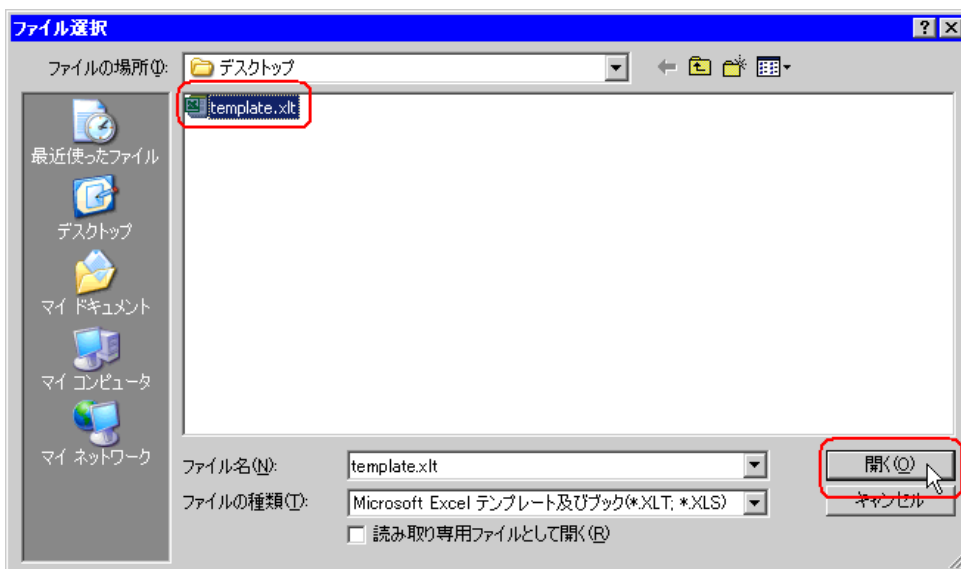 ファイル選択
ファイルの場所(I):
デスクトップ
template.xlt
最近使ったファイル
デスクトップ
マイ ドキュメント
マイ コンピュータ
マイ ネットワーク
ファイル名(N):
template.xlt
開く(O)
ファイルの種類(T):
Microsoft Excel テンプレート及びブック(*.XLT; *.XLS)
キャンセル
読み取り専用ファイルとして開く(R)